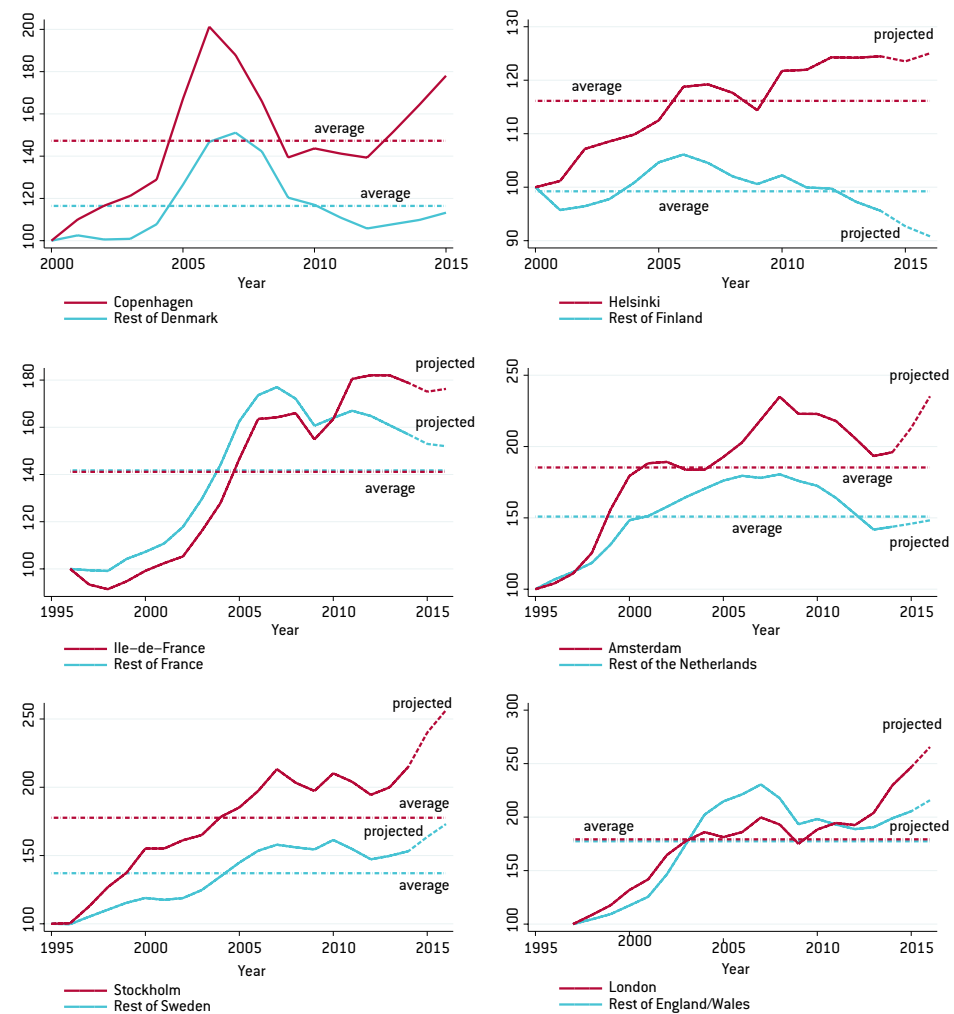 200
180
160
140
120
100
average
average
2000
2005
2010
2015
Year
Copenhagen
Rest of Denmark
130
120
110
100
90
projected
average
average
projected
2000
2005
2010
2015
Year
Helsinki
Rest of Finland
180
160
140
120
100
projected
projected
average
1995
2000
2005
2010
2015
Year
Ile–de–France
Rest of France
250
200
150
100
projected
average
average
projected
1995
2000
2005
2010
2015
Year
Amsterdam
Rest of the Netherlands
250
200
150
100
projected
average
projected
average
1995
2000
2005
2010
2015
Year
Stockholm
Rest of Sweden
300
250
200
150
100
projected
average
projected
1995
2000
2005
2010
2015
Year
London
Rest of England/Wales